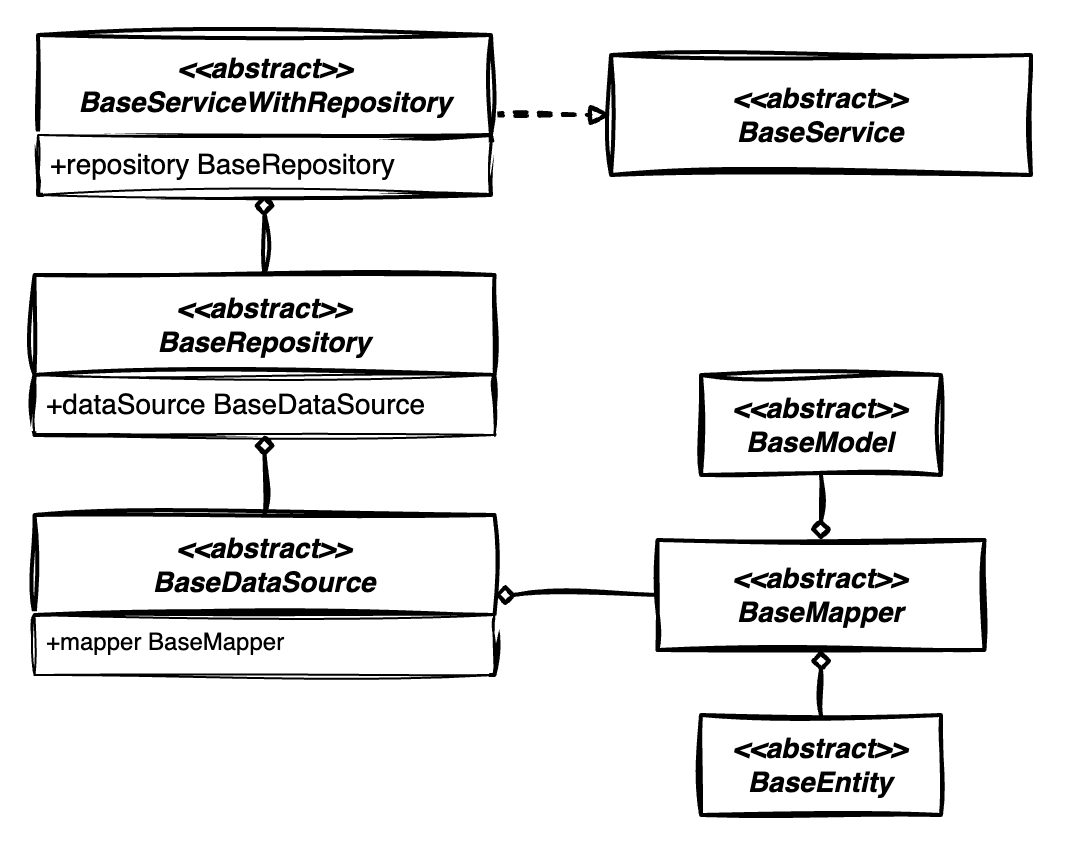 <<abstract>>
BaseServiceWithRepository
+repository BaseRepository
<<abstract>>
BaseService
<<abstract>>
BaseRepository
+dataSource BaseDataSource
<<abstract>>
BaseModel
<<abstract>>
BaseDataSource
+mapper BaseMapper
<<abstract>>
BaseMapper
<<abstract>>
BaseEntity